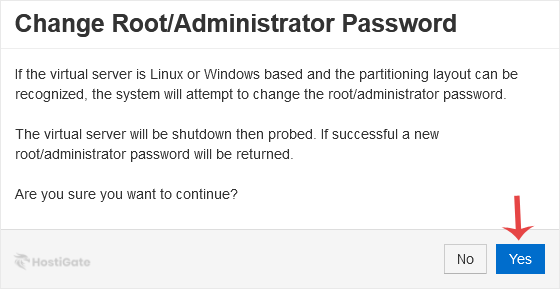 Change Root/Administrator Password
If the virtual server is Linux or Windows based and the partitioning layout can be
recognized, the system will attempt to change the root/administrator password.
The virtual server will be shutdown then probed. If successful a new
root/administrator password will be returned.
Are you sure you want to continue?
HostiGate
No
Yes